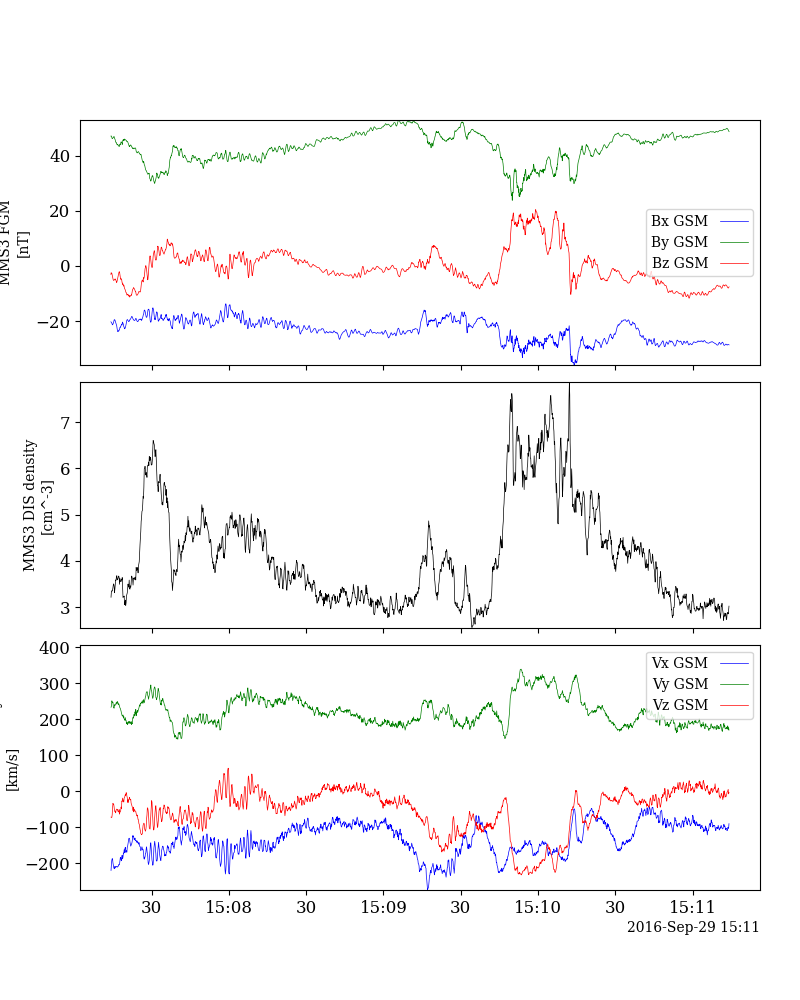 40
20
0
−20
MMS3 FGM
[nT]
Bx GSM
By GSM
Bz GSM
7
6
5
4
3
MMS3 DIS density
[cm^-3]
400
300
200
100
0
−100
−200
[km/s]
Vx GSM
Vy GSM
Vz GSM
30 15:08 30 15:09 30 15:10 30 15:11
2016-Sep-29 15:11